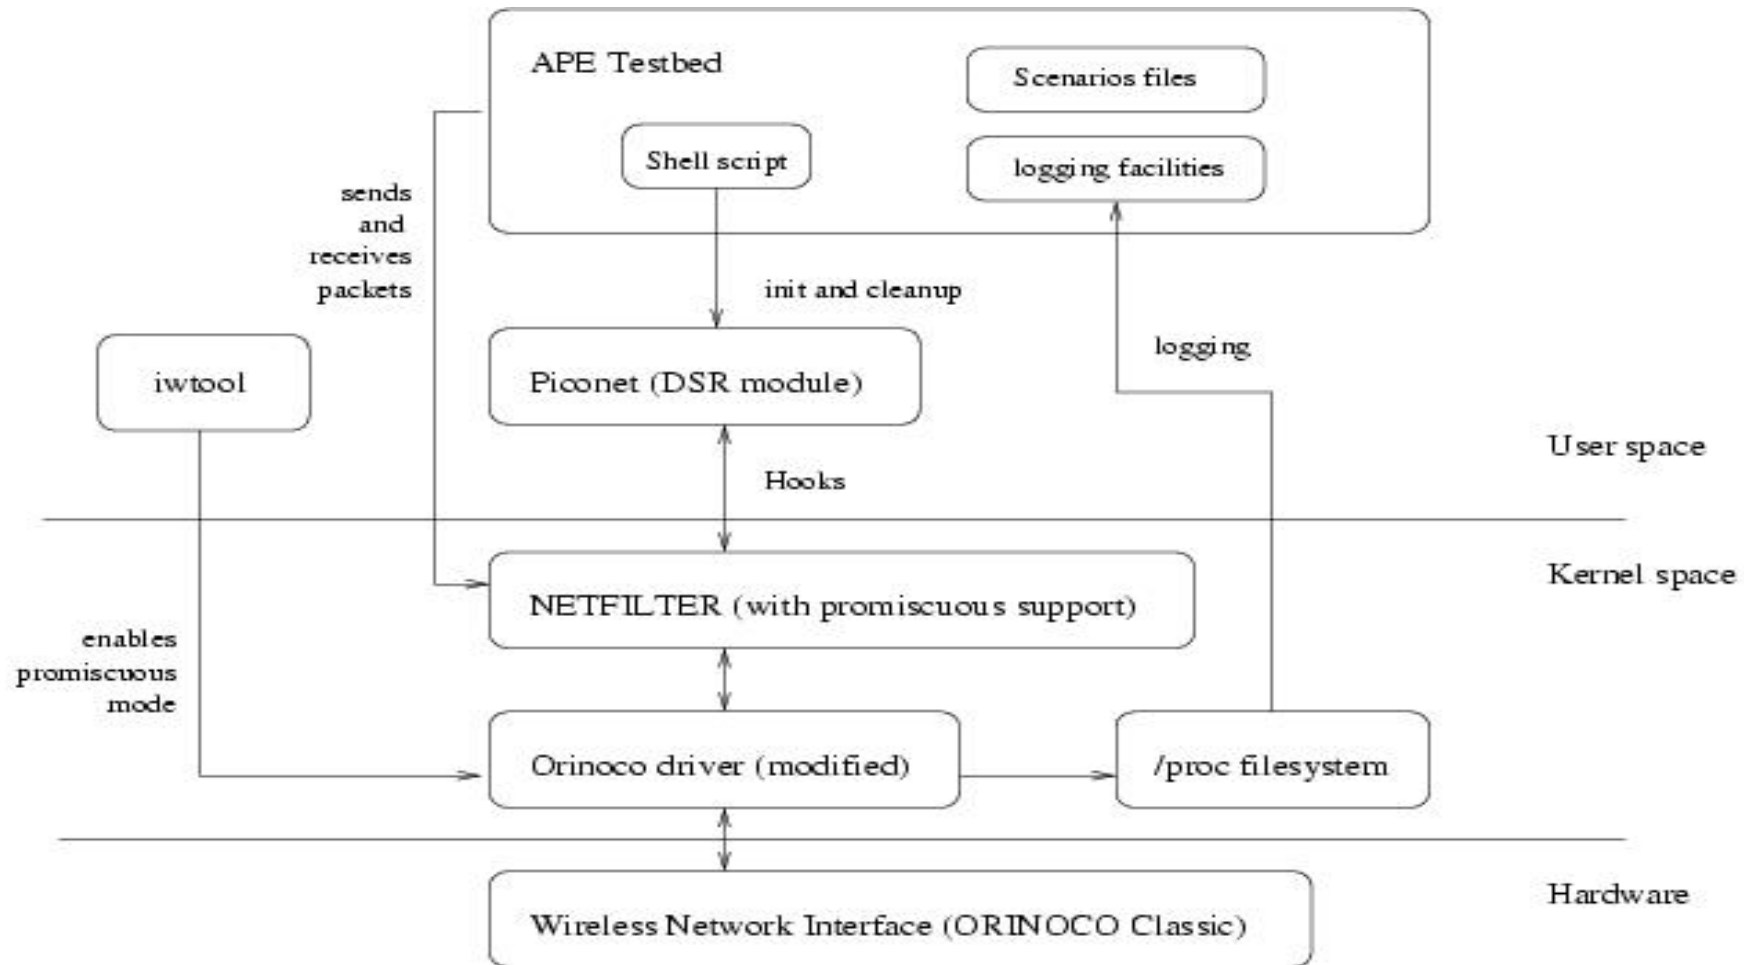 APE Testbed
Scenarios files
Shell script
logging facilities
sends
and
receives
packets
init and cleanup
logging
iwtool
Piconet (DSR module)
User space
Hooks
Kernel space
NETFILTER (with promiscuous support)
enables
promiscuous
mode
Orinoco driver (modified)
/proc filesystem
Hardware
Wireless Network Interface (ORINOCO Classic)